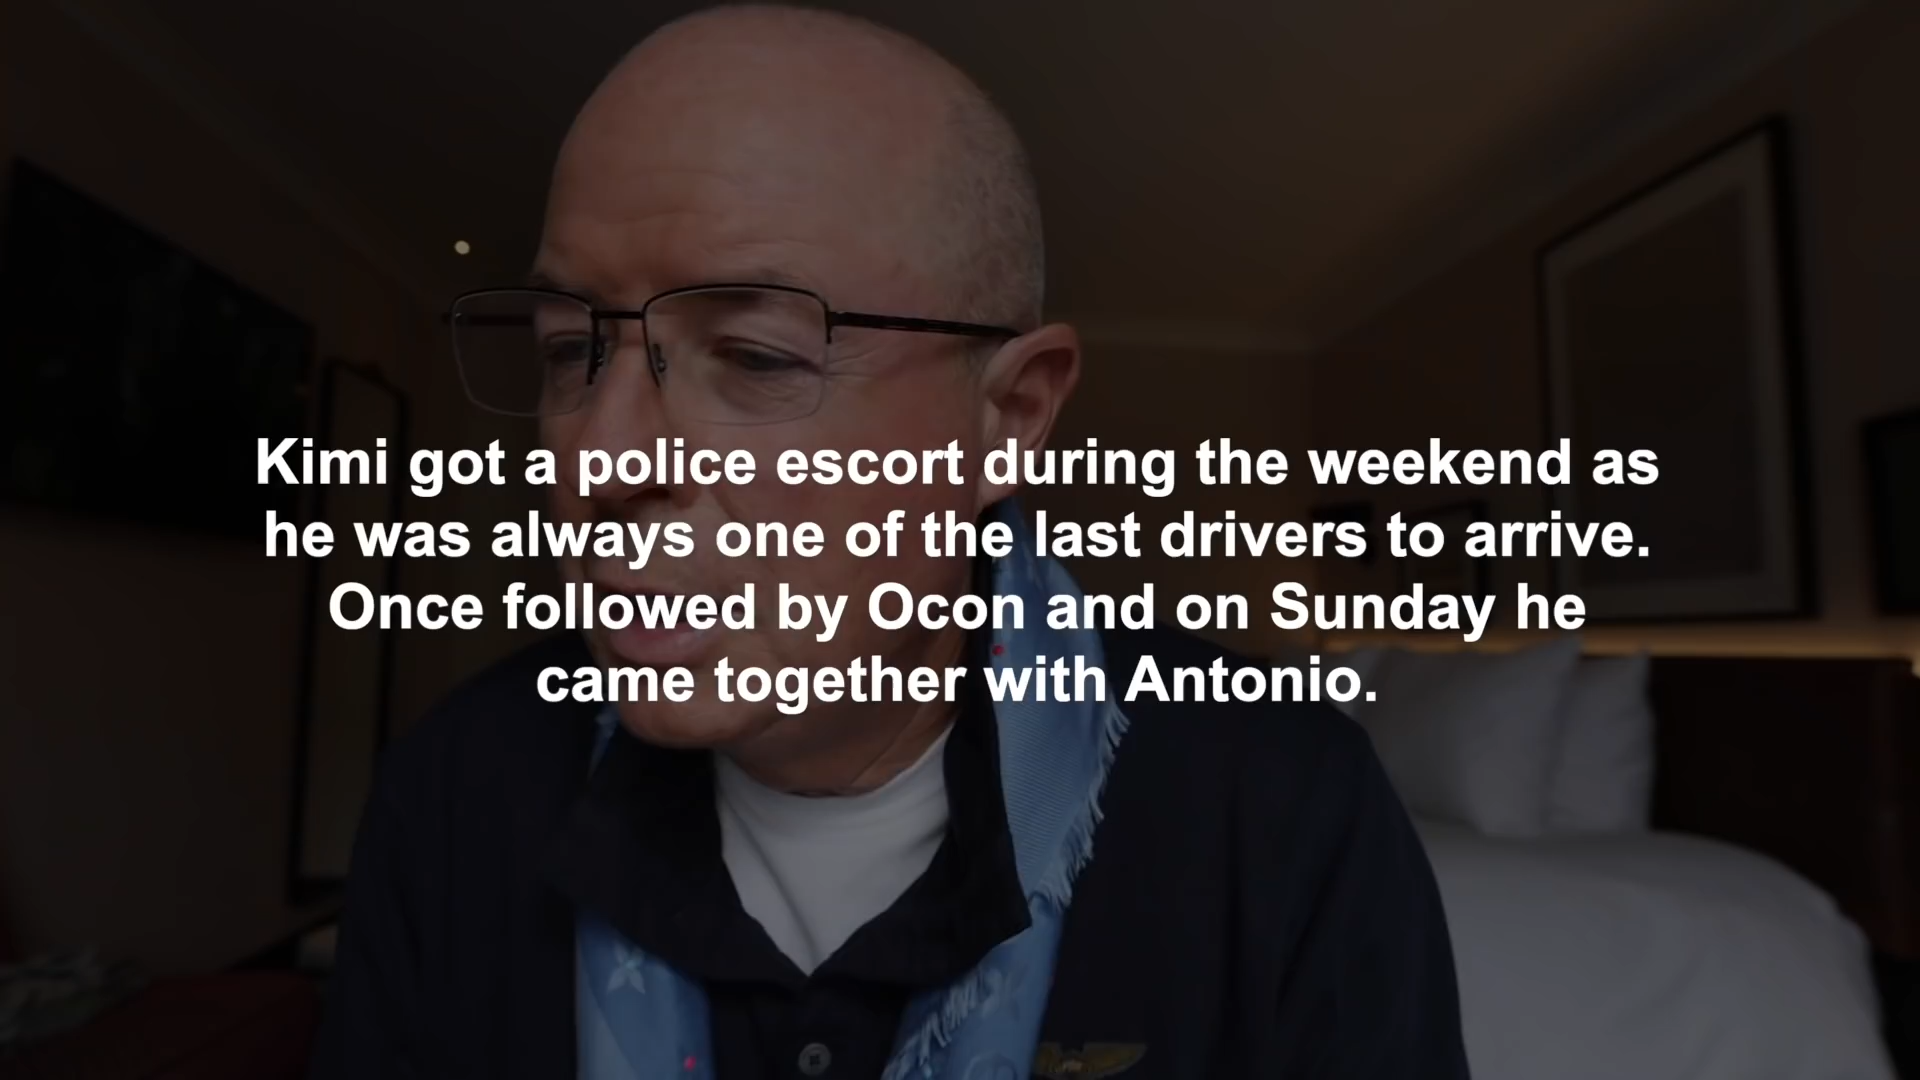 Kimi got a police escort during the weekend as
he was always one of the last drivers to arrive.
Once followed by Ocon and on Sunday he
came together with Antonio.